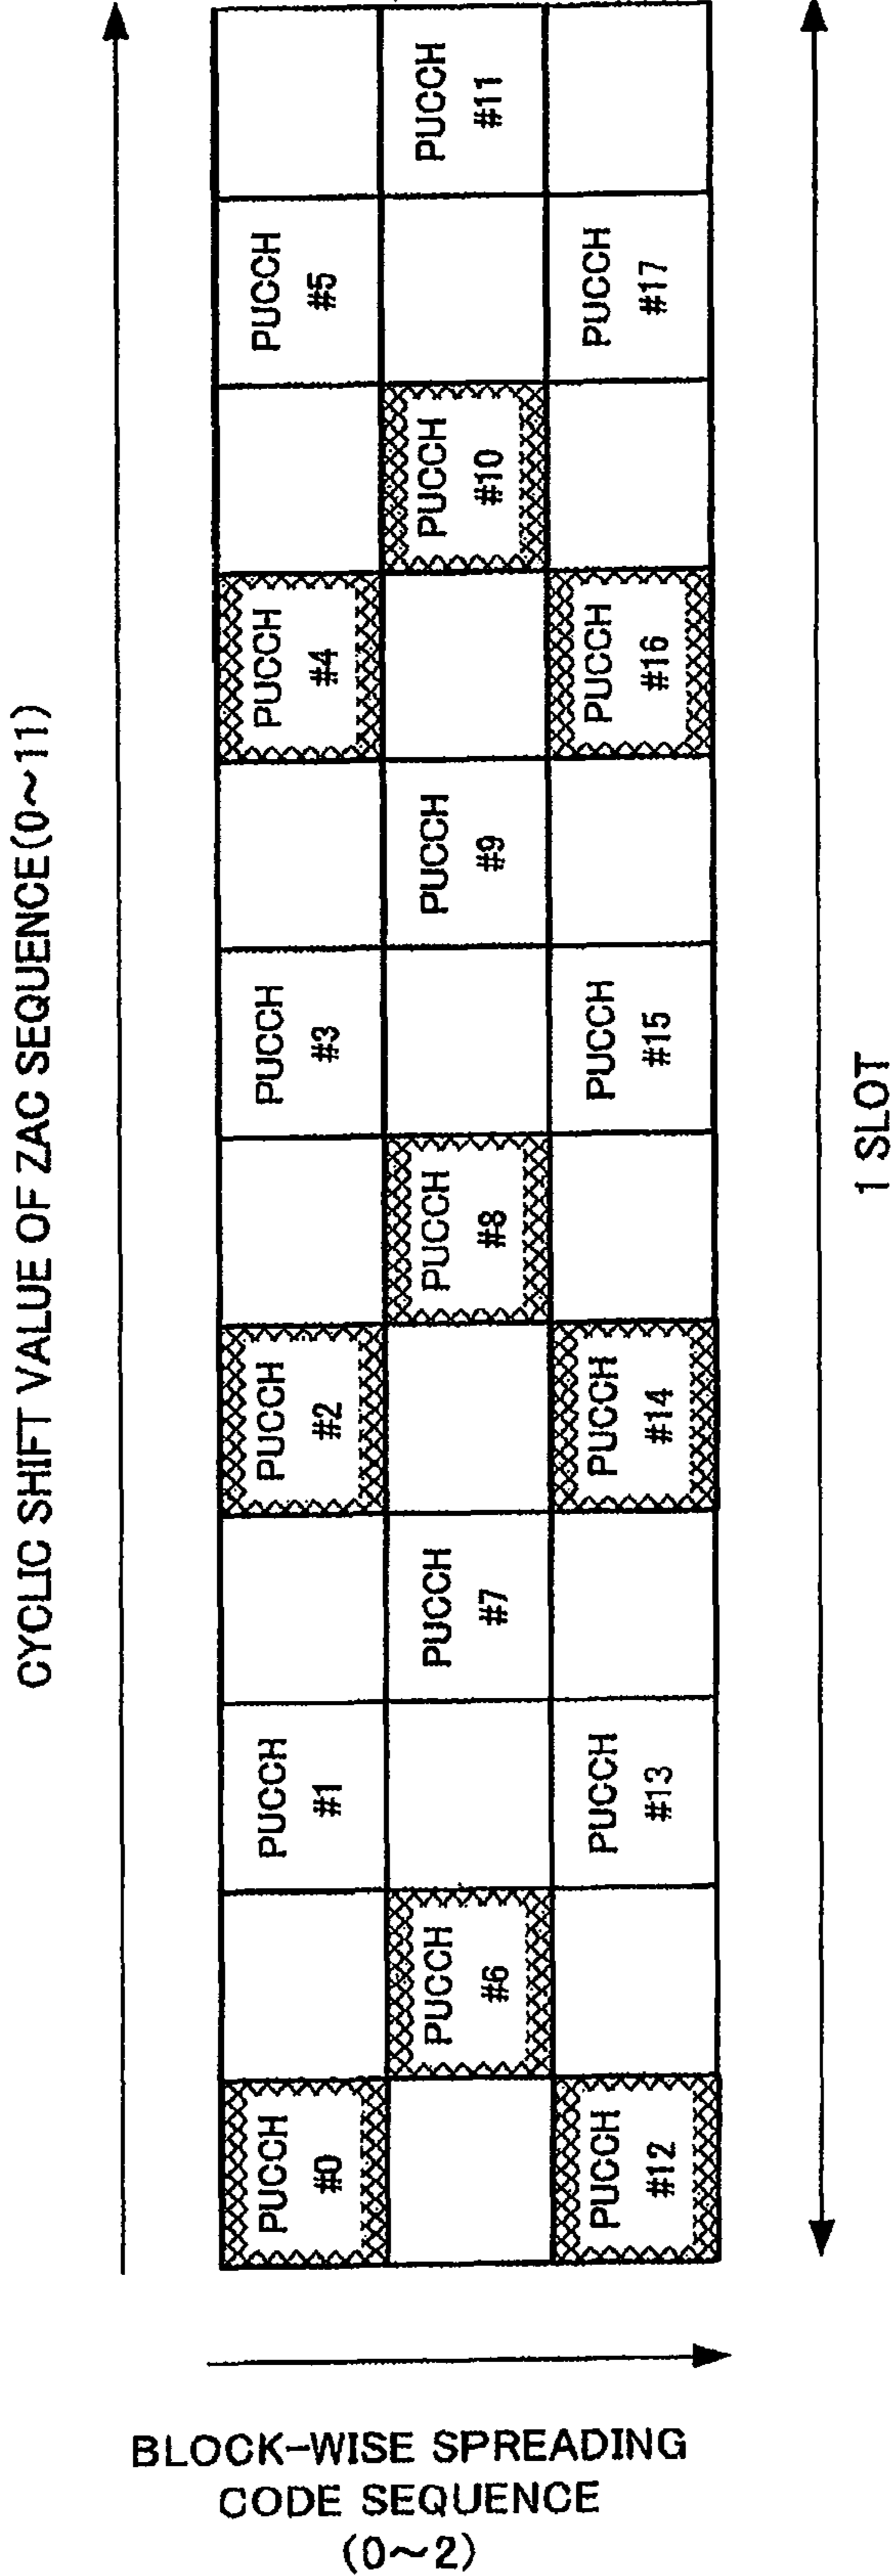 CYCLIC SHIFT VALUE OF ZAC SEQUENCE(0~11)
PUCCH
#0
PUCCH
#1
PUCCH
#2
PUCCH
#3
PUCCH
#4
PUCCH
#5
PUCCH
#6
PUCCH
#7
PUCCH
#8
PUCCH
#9
PUCCH
#10
PUCCH
#11
PUCCH
#12
PUCCH
#13
PUCCH
#14
PUCCH
#15
PUCCH
#16
PUCCH
#17
1 SLOT
BLOCK-WISE SPREADING
CODE SEQUENCE
(0~2)